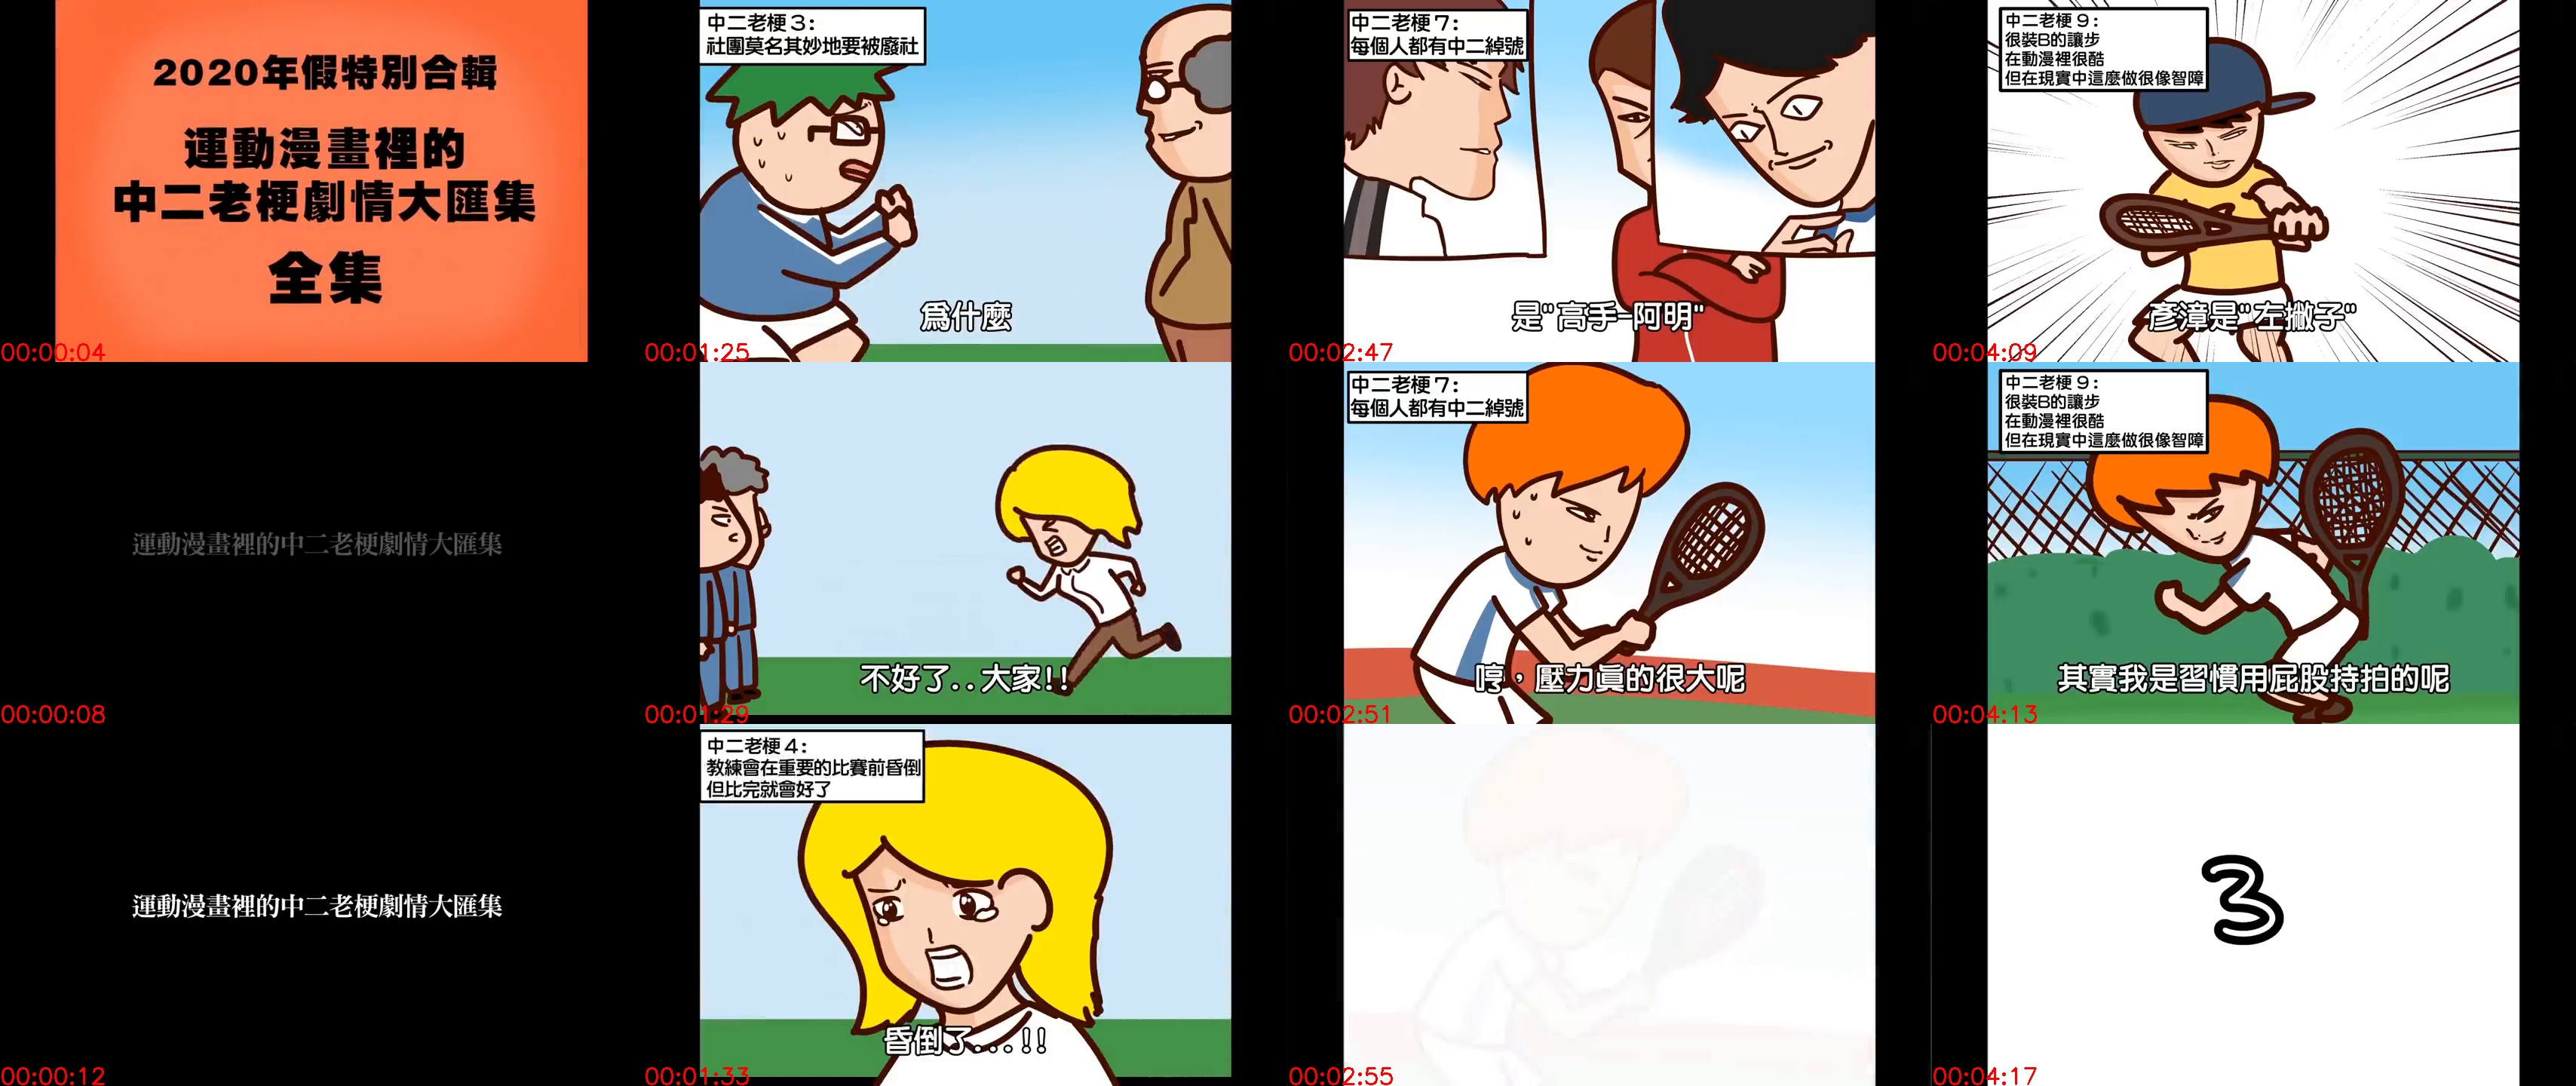 2020年假特別合輯
運動漫畫裡的
中二老梗劇情大匯集
全集
00:00:04
中二老梗3:
社團莫名其妙地要被廢社
為什麼
00:01:25
中二老梗7:
每個人都有中二綽號
是"高手─阿明"
00:02:47
中二老梗9:
很裝B的讓步
在動漫裡很酷
但在現實中這麼做很像智障
彥漳是"左撇子"
00:04:09
運動漫畫裡的中二老梗劇情大匯集
00:00:08
不好了..大家!!
00:01:29
中二老梗7:
每個人都有中二綽號
哼，壓力真的很大呢
00:02:51
中二老梗9:
很裝B的讓步
在動漫裡很酷
但在現實中這麼做很像智障
其實我是習慣用屁股持拍的呢
00:04:13
運動漫畫裡的中二老梗劇情大匯集
00:00:12
中二老梗4:
教練會在重要的比賽前昏倒
但比完就會好了
昏倒了...!!
00:01:33
00:02:55
3
00:04:17